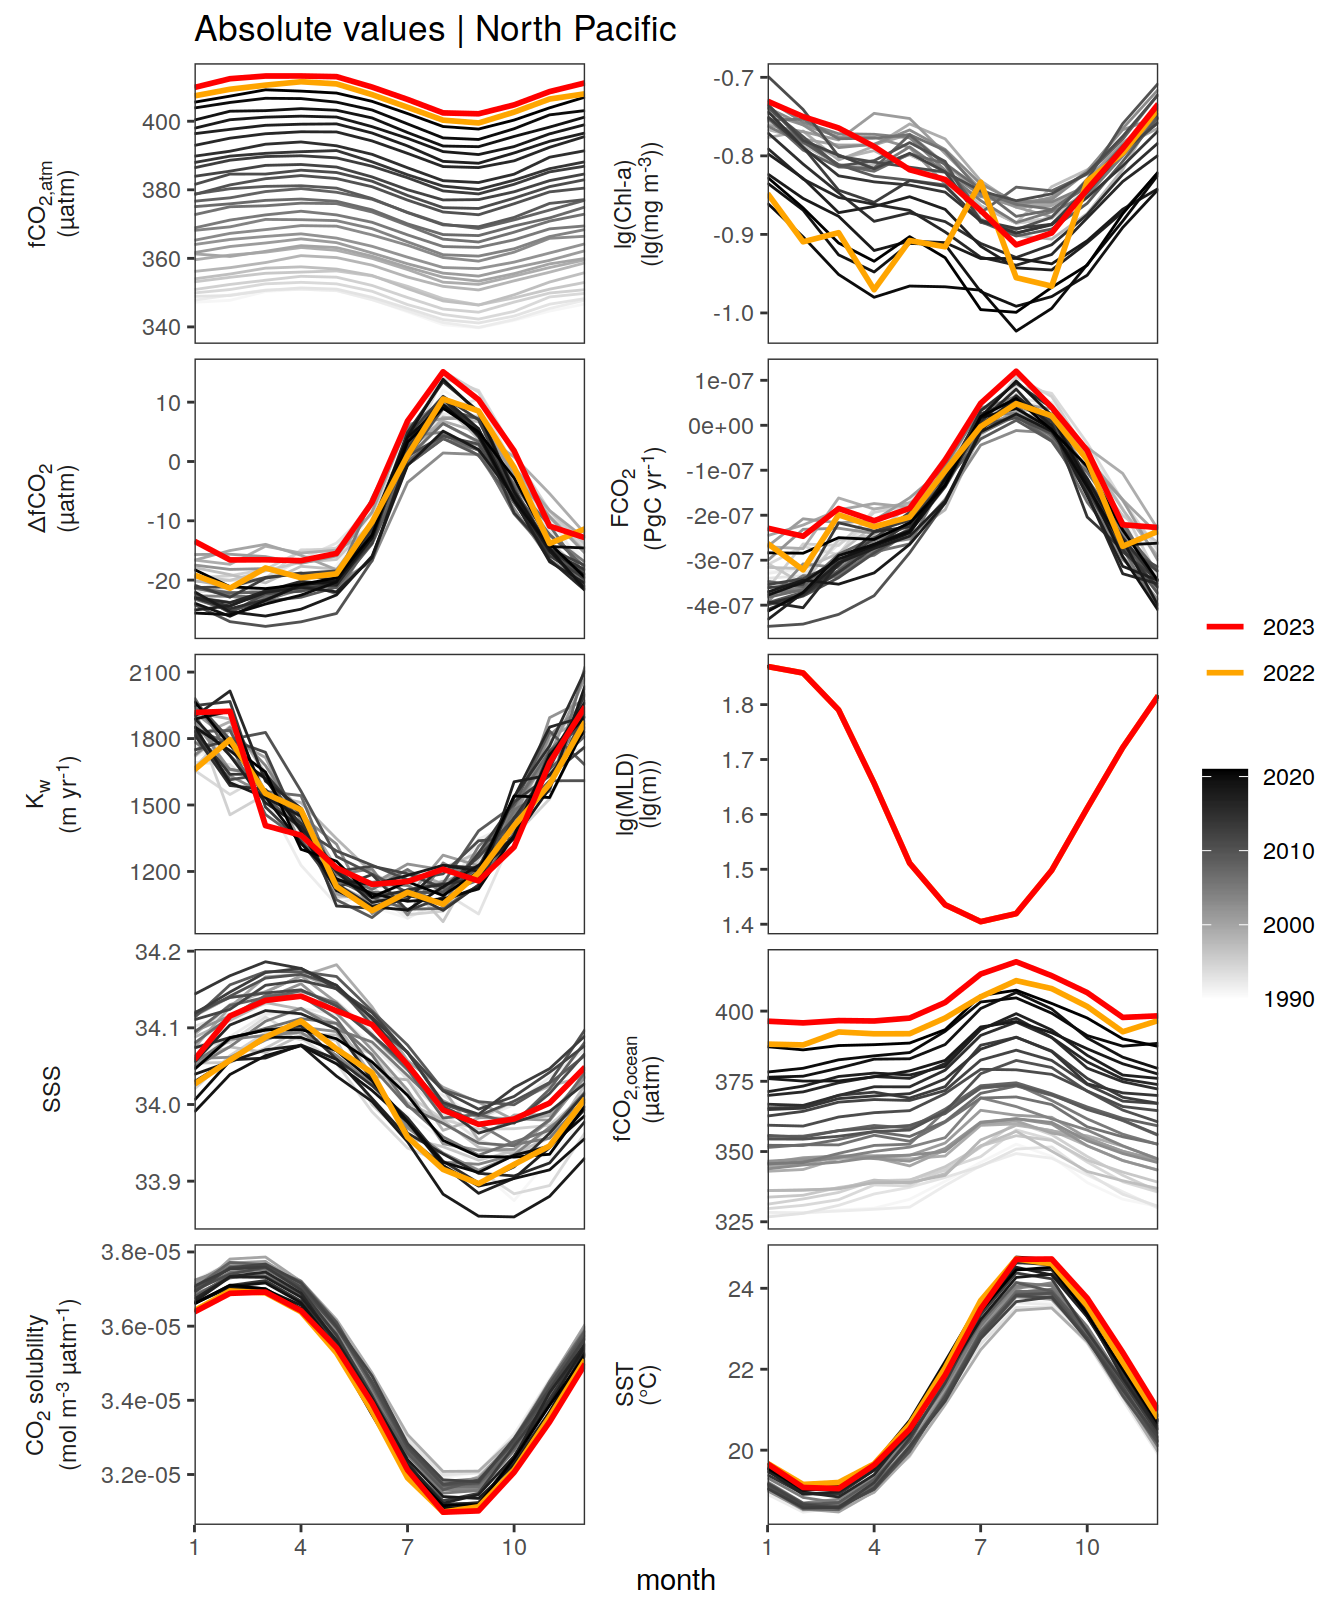 Absolute values | North Pacific
fCO2,atm
(µatm)
400
380
360
340
lg(Chl-a)
(lg(mg m-3))
-0.7
-0.8
-0.9
-1.0
ΔfCO2
(µatm)
10
0
-10
-20
FCO2
(PgC yr-1)
1e-07
0e+00
-1e-07
-2e-07
-3e-07
-4e-07
Kw
(m yr-1)
2100
1800
1500
1200
lg(MLD)
(lg(m))
1.8
1.7
1.6
1.5
1.4
SSS
34.2
34.1
34.0
33.9
fCO2,ocean
(µatm)
400
375
350
325
CO2 solubility
(mol m-3 µatm-1)
3.8e-05
3.6e-05
3.4e-05
3.2e-05
SST
(°C)
24
22
20
1 4 7 10
1 4 7 10
month
2023
2022
2020
2010
2000
1990